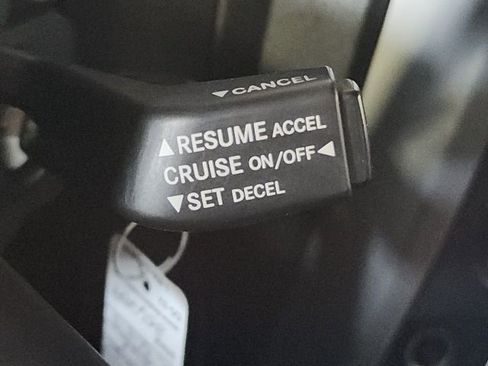 ▼CANCEL
▲RESUME ACCEL
CRUISE ON/OFF◀
▼SET DECEL